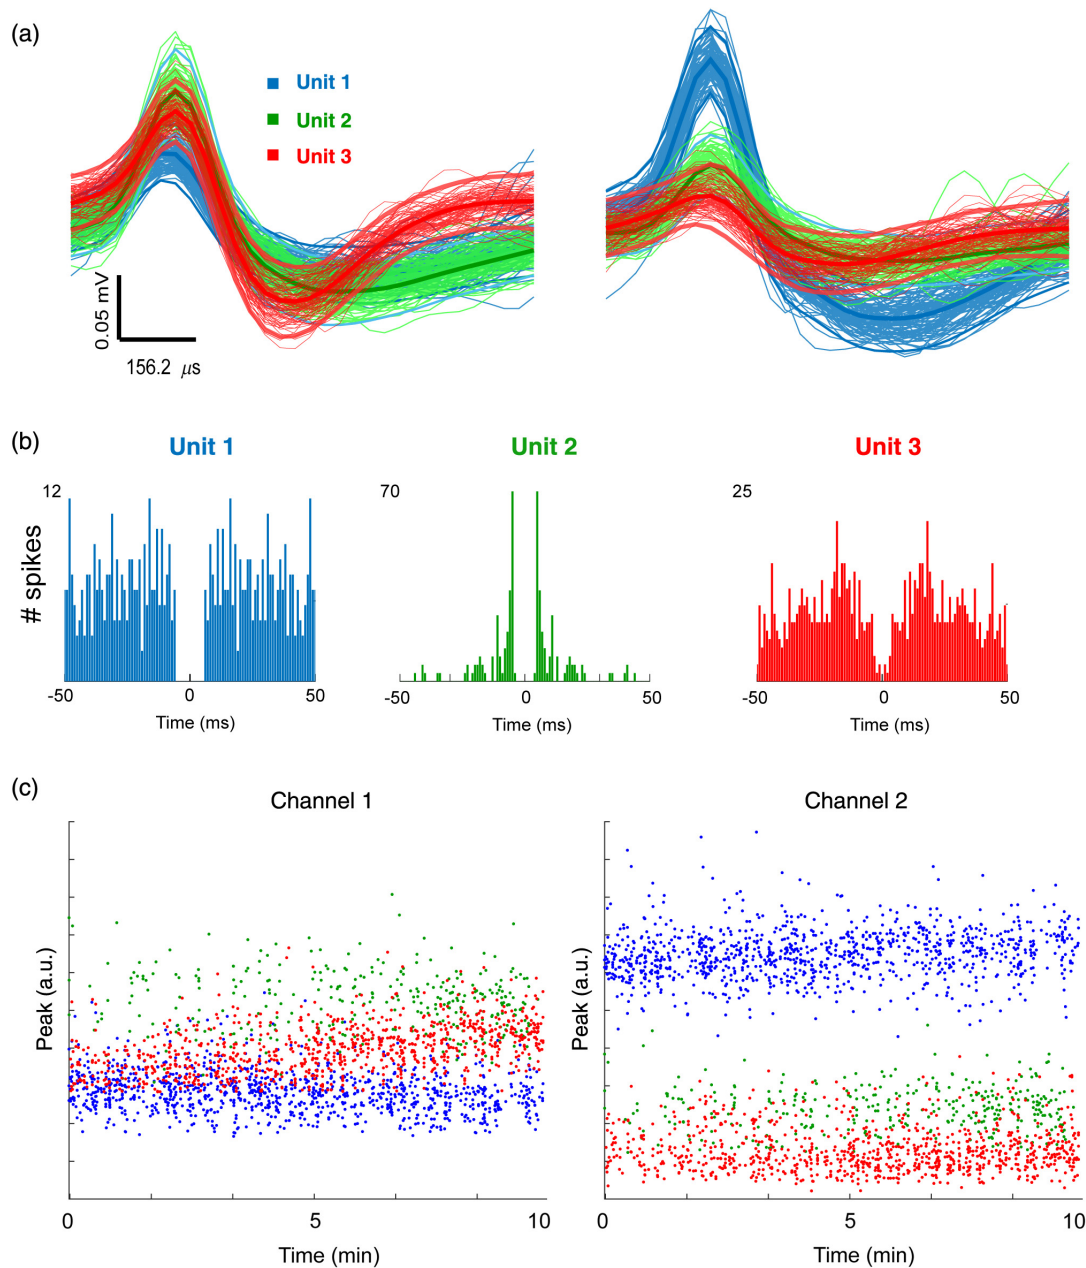 (a)
Unit 1
Unit 2
Unit 3
0.05 mV
156.2 μs
(b)
Unit 1
Unit 2
Unit 3
# spikes
12
70
25
-50 0 50
-50 0 50
-50 0 50
Time (ms)
Time (ms)
Time (ms)
(c)
Channel 1
Channel 2
Peak (a.u.)
Peak (a.u.)
0 5 10
0 5 10
Time (min)
Time (min)